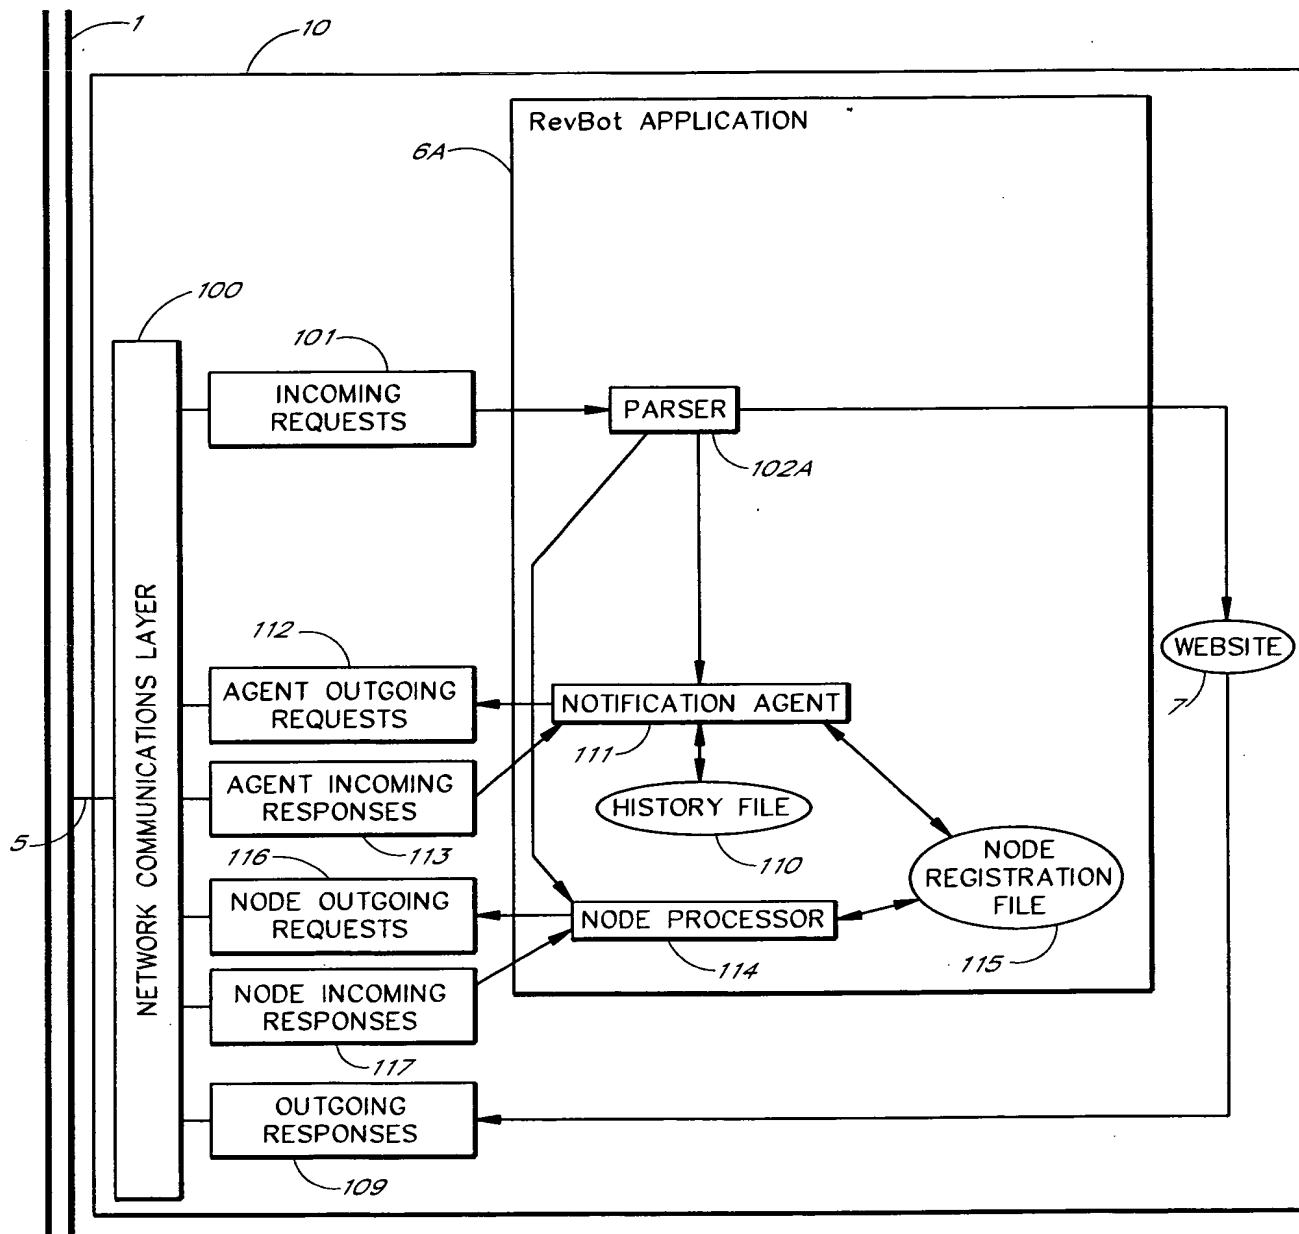 1
10
RevBot APPLICATION
6A
100
101
INCOMING
REQUESTS
PARSER
102A
NETWORK COMMUNICATIONS LAYER
112
AGENT OUTGOING
REQUESTS
NOTIFICATION AGENT
111
WEBSITE
7
AGENT INCOMING
RESPONSES
113
HISTORY FILE
110
5
116
NODE OUTGOING
REQUESTS
NODE PROCESSOR
114
NODE
REGISTRATION
FILE
115
NODE INCOMING
RESPONSES
117
OUTGOING
RESPONSES
109